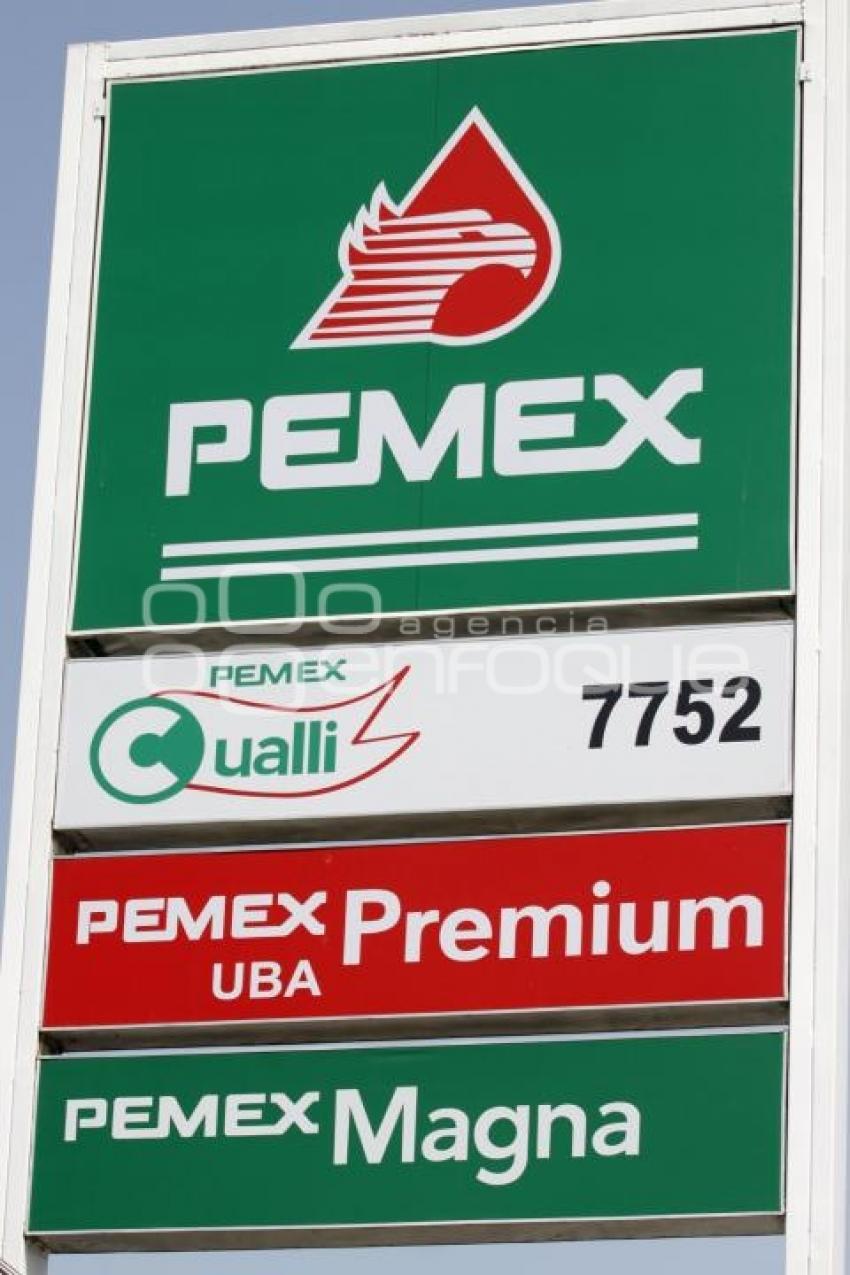 PEMEX
agencia
enfoque
PEMEX
Cualli
7752
PEMEX Premium
UBA
PEMEX Magna